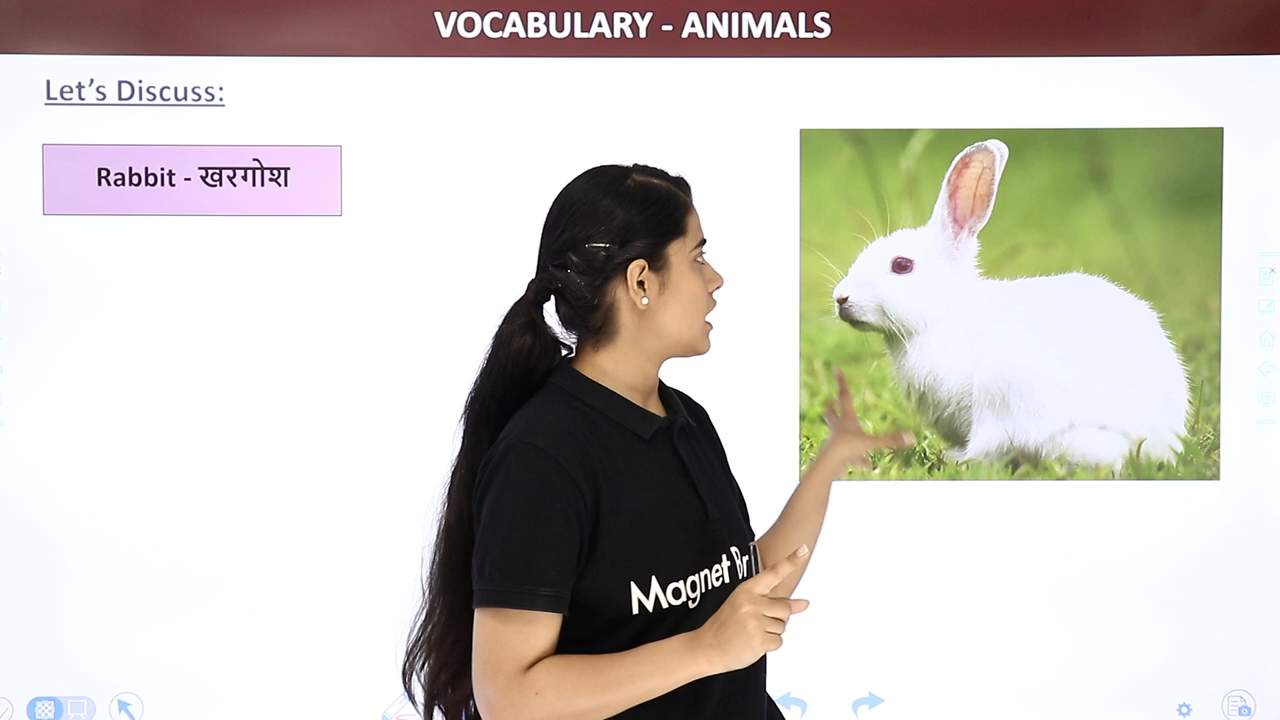 VOCABULARY - ANIMALS
Let's Discuss:
Rabbit - खरगोश
Magnet Br